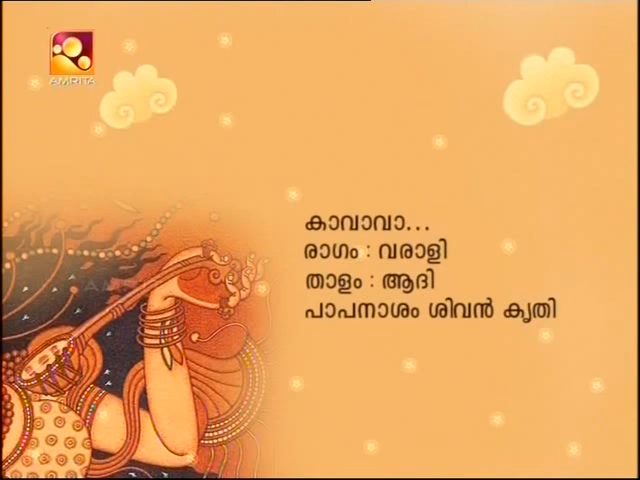 AMRITA
കാവാവാ...
രാഗം : വരാളി
താളം : ആദി
പാപനാശം ശിവൻ കൃതി